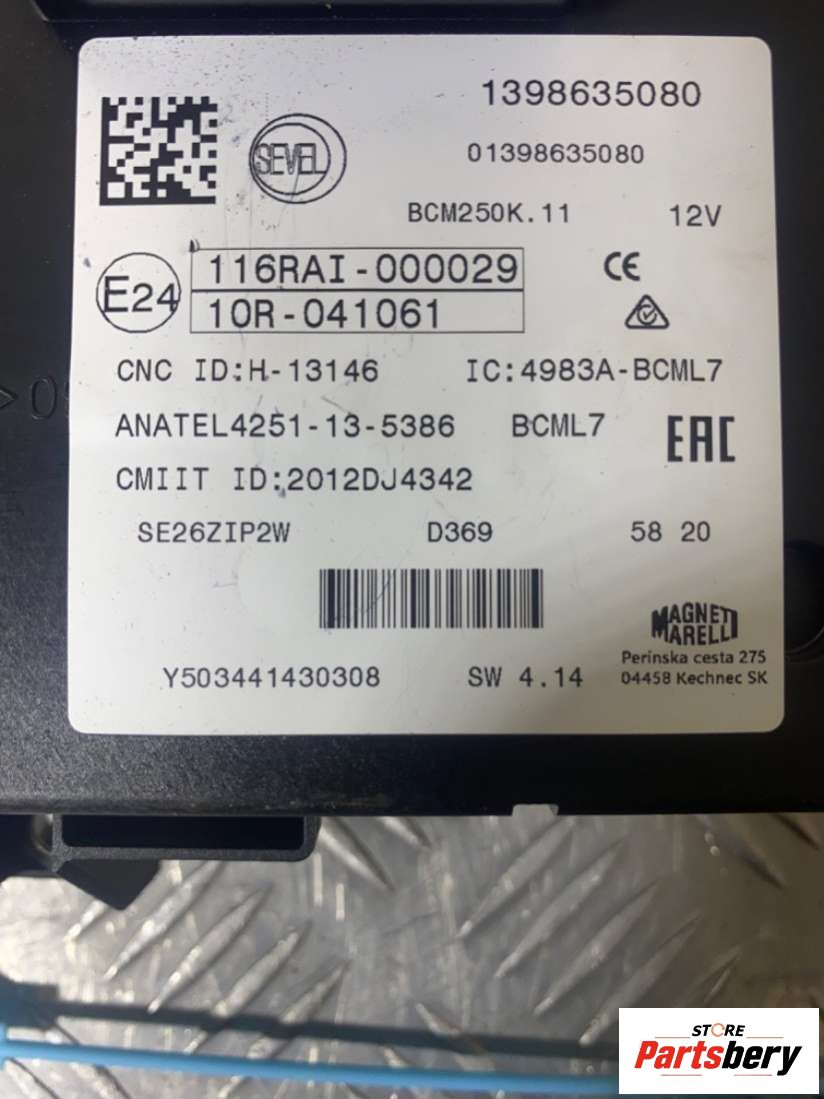 1398635080
SEVEL
01398635080
BCM250K.11 12V
E24
116RAI-000029
10R-041061
CE
CNC ID:H-13146 IC:4983A-BCML7
ANATEL4251-13-5386 BCML7
EAC
CMIIT ID:2012DJ4342
SE26ZIP2W D369 58 20
MAGNETI
MARELLI
Perinska cesta 275
04458 Kechnec SK
Y503441430308 SW 4.14
STORE
Partsbery